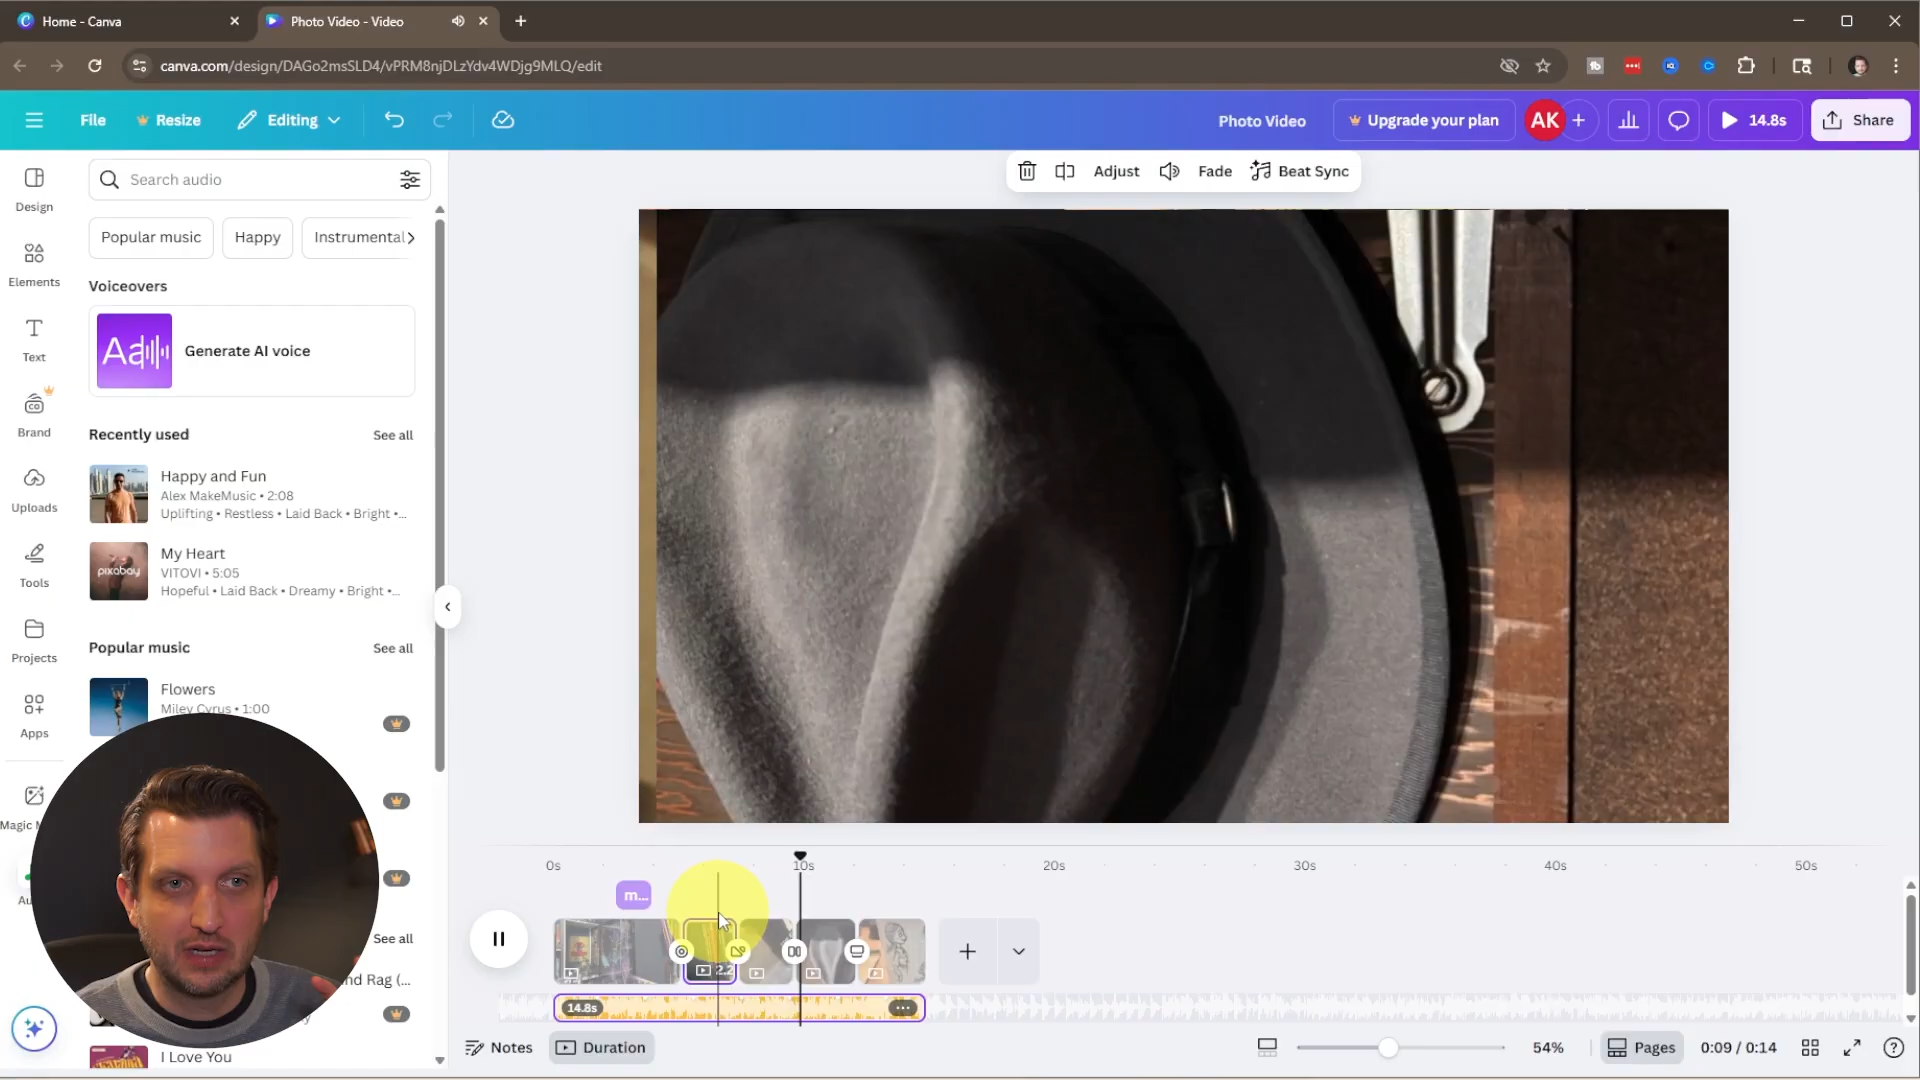 Home - Canva
Photo Video - Video
canva.com/design/DAGo2msSLD4/vPRM8njDLzYdv4WDjg9MLQ/edit
File
Resize
Editing
Photo Video
Upgrade your plan
AK
14.8s
Share
Design
Elements
Text
Brand
Uploads
Tools
Projects
Apps
Search audio
Popular music
Happy
Instrumental
Voiceovers
Generate AI voice
Recently used
See all
Happy and Fun
Alex MakeMusic • 2:08
Uplifting • Restless • Laid Back • Bright •...
pixabay
My Heart
VITOVI • 5:05
Hopeful • Laid Back • Dreamy • Bright •...
Popular music
See all
Flowers
Miley Cyrus • 1:00
See all
I Love You
Adjust
Fade
Beat Sync
0s
10s
20s
30s
40s
50s
m...
14.8s
Notes
Duration
54%
Pages
0:09 / 0:14